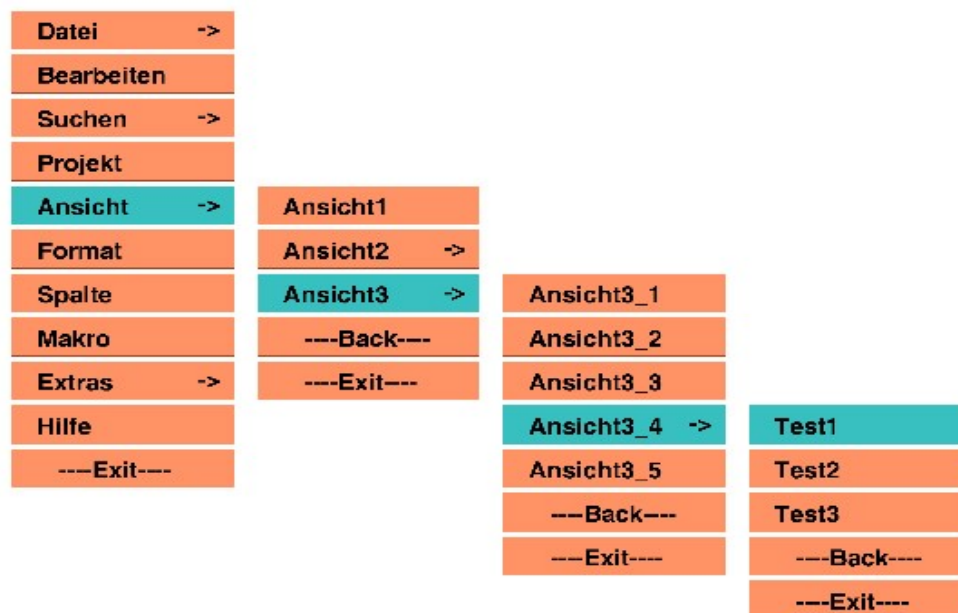 Datei ->
Bearbeiten
Suchen ->
Projekt
Ansicht ->
Format
Spalte
Makro
Extras ->
Hilfe
----Exit----
Ansicht1
Ansicht2 ->
Ansicht3 ->
----Back----
----Exit----
Ansicht3_1
Ansicht3_2
Ansicht3_3
Ansicht3_4 ->
Ansicht3_5
----Back----
----Exit----
Test1
Test2
Test3
----Back----
----Exit----